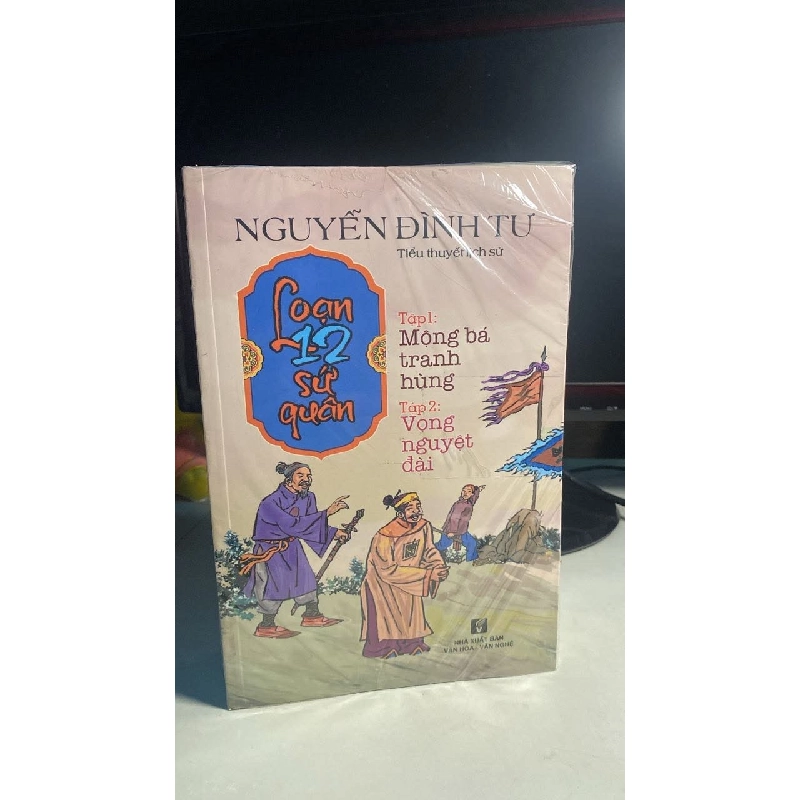 NGUYỄN ĐÌNH TƯ
Tiểu thuyết lịch sử
Loạn
12
sứ
quân
Tập 1:
Mộng bá
tranh
hùng
Tập 2:
Vọng
nguyệt
đài
NHÀ XUẤT BẢN
VĂN HÓA - VĂN NGHỆ